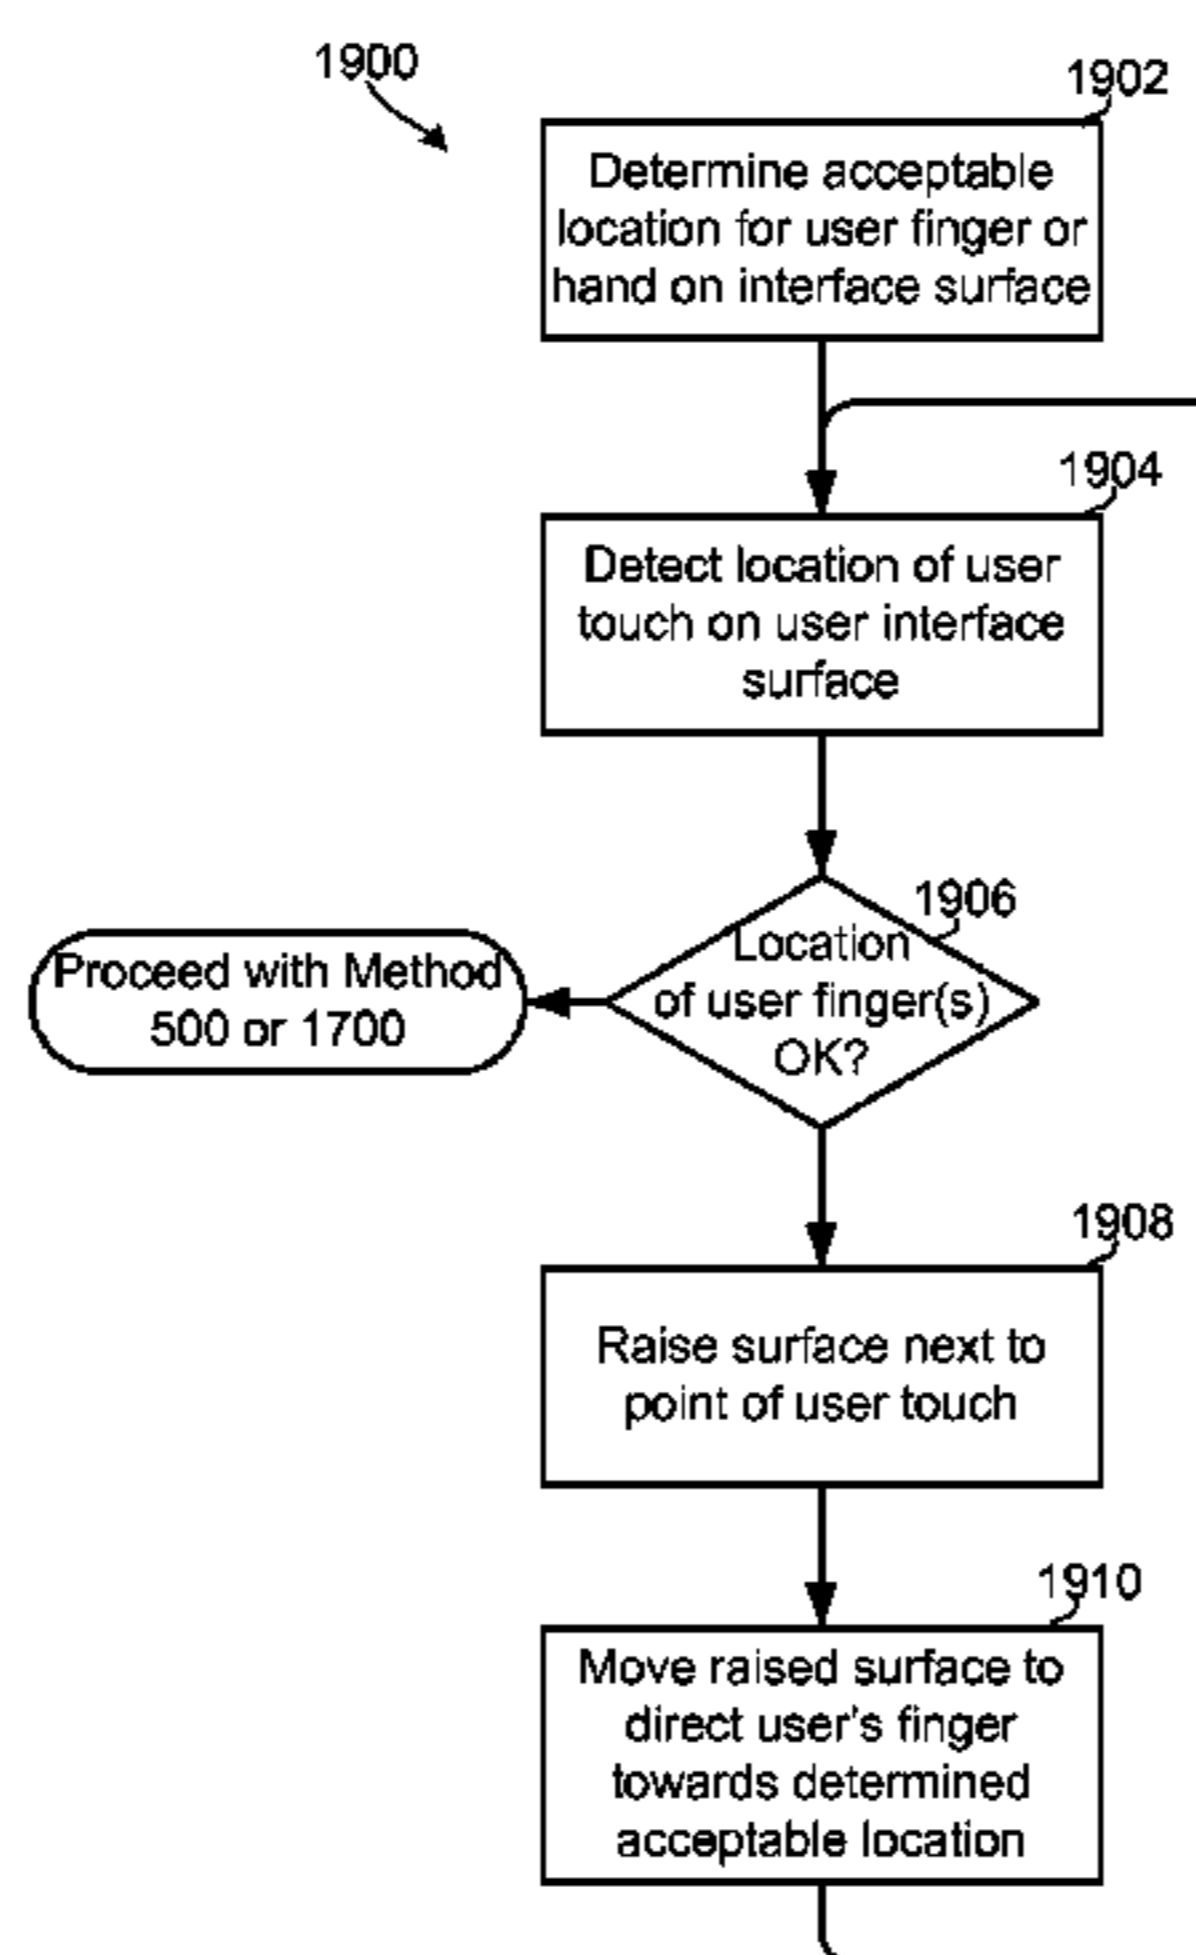 1900
1902
Determine acceptable
location for user finger or
hand on interface surface
1904
Detect location of user
touch on user interface
surface
1906
Location
of user finger(s)
OK?
Proceed with Method
500 or 1700
1908
Raise surface next to
point of user touch
1910
Move raised surface to
direct user's finger
towards determined
acceptable location